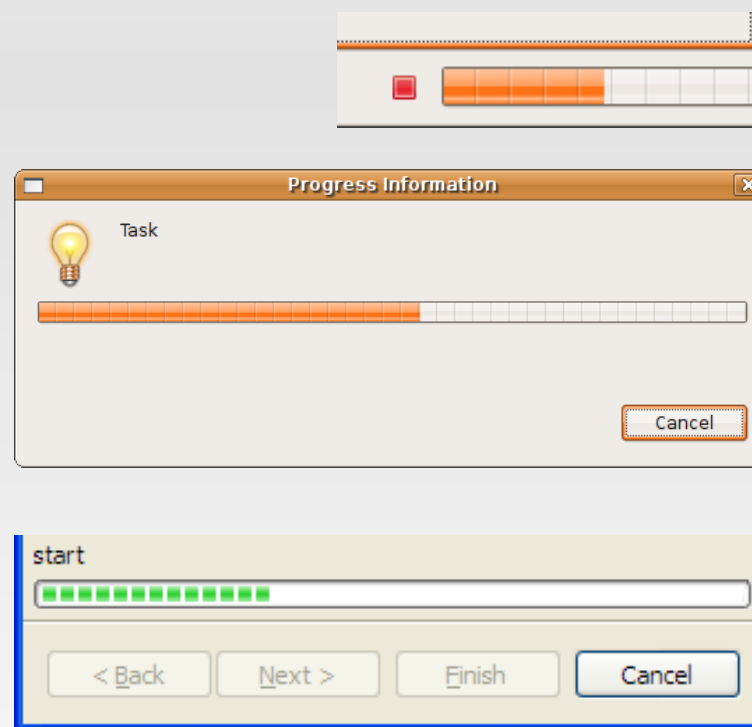 Progress Information
Task
Cancel
start
< Back Next > Finish Cancel